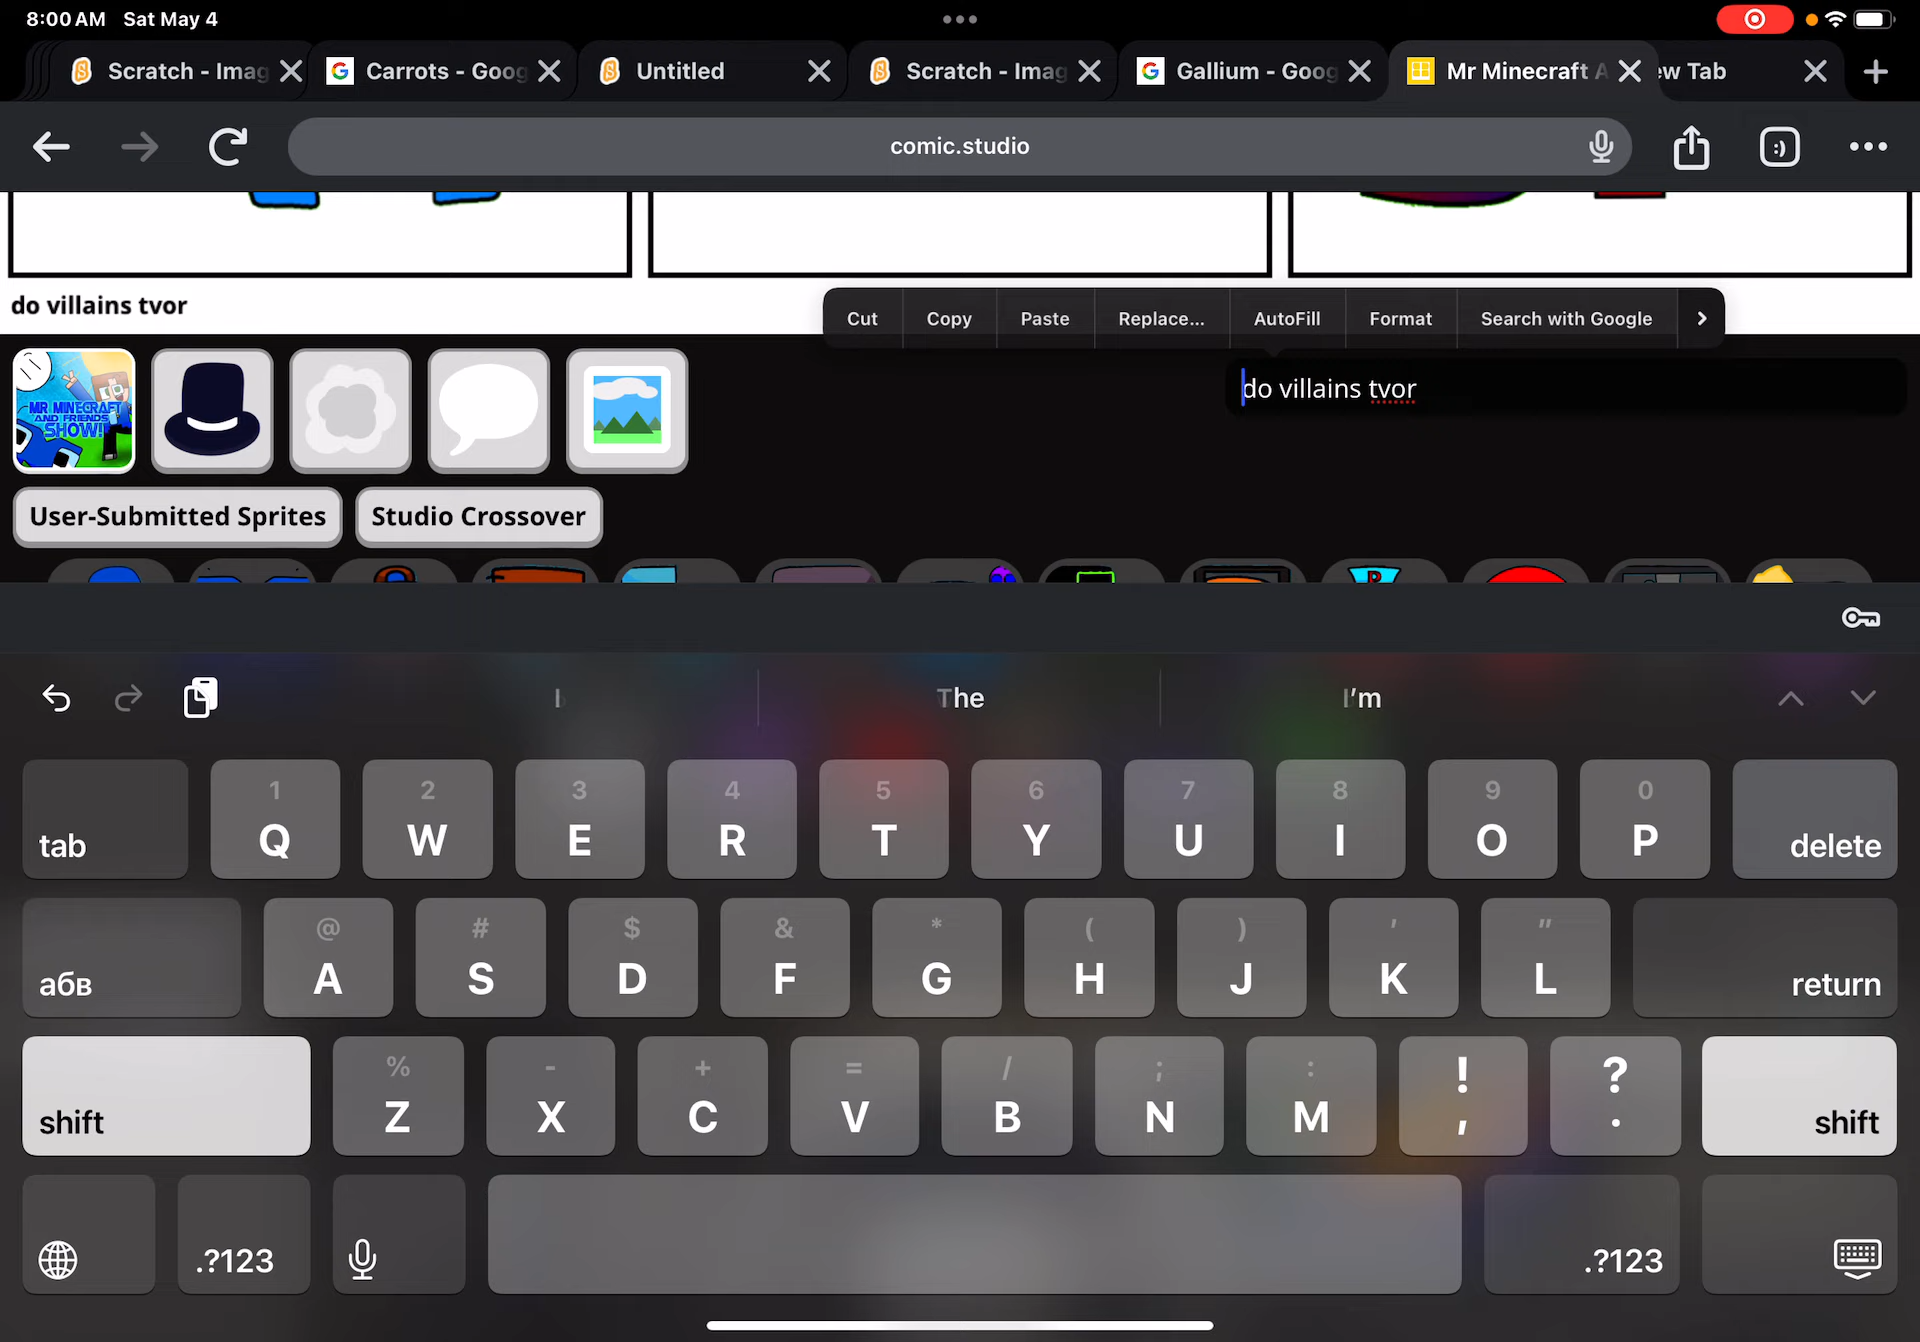 8:00 AM Sat May 4
Scratch - Imag
Carrots - Goog
Untitled
Scratch - Imag
Gallium - Goog
Mr Minecraft A
ew Tab
comic.studio
do villains tvor
Cut Copy Paste Replace... AutoFill Format Search with Google
do villains tvor
MR MINECRAFT
AND FRIENDS
SHOW!
User-Submitted Sprites
Studio Crossover
I The I'm
1 2 3 4 5 6 7 8 9 0
tab Q W E R T Y U I O P delete
@ # $ & * ( ) ' "
абв A S D F G H J K L return
% - + = / ; : ! ?
shift Z X C V B N M , . shift
.?123 .?123